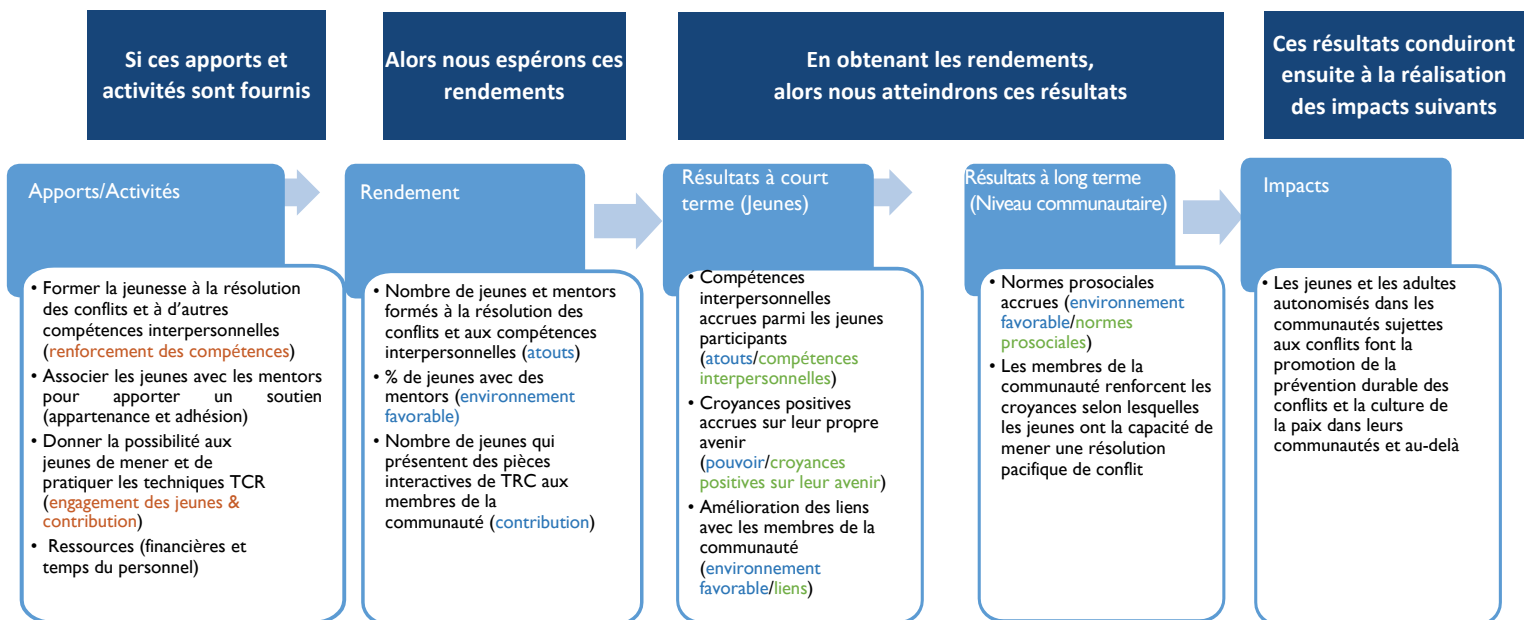 Si ces apports et
activités sont fournis
Alors nous espérons ces
rendements
En obtenant les rendements,
alors nous atteindrons ces résultats
Ces résultats conduiront
ensuite à la réalisation
des impacts suivants
Apports/Activités
• Former la jeunesse à la résolution
des conflits et à d'autres
compétences interpersonnelles
(renforcement des compétences)
• Associer les jeunes avec les mentors
pour apporter un soutien
(appartenance et adhésion)
• Donner la possibilité aux
jeunes de mener et de
pratiquer les techniques TCR
(engagement des jeunes &
contribution)
• Ressources (financières et
temps du personnel)
Rendement
• Nombre de jeunes et mentors
formés à la résolution des
conflits et aux compétences
interpersonnelles (atouts)
• % de jeunes avec des
mentors (environnement
favorable)
• Nombre de jeunes qui
présentent des pièces
interactives de TRC aux
membres de la
communauté (contribution)
Résultats à court
terme (Jeunes)
• Compétences
interpersonnelles
accrues parmi les jeunes
participants
(atouts/compétences
interpersonnelles)
• Croyances positives
accrues sur leur propre
avenir
(pouvoir/croyances
positives sur leur avenir)
• Amélioration des liens
avec les membres de la
communauté
(environnement
favorable/liens)
Résultats à long terme
(Niveau communautaire)
• Normes prosociales
accrues (environnement
favorable/normes
prosociales)
• Les membres de la
communauté renforcent les
croyances selon lesquelles
les jeunes ont la capacité de
mener une résolution
pacifique de conflit
Impacts
• Les jeunes et les adultes
autonomisés dans les
communautés sujettes
aux conflits font la
promotion de la
prévention durable des
conflits et la culture de
la paix dans leurs
communautés et au-delà